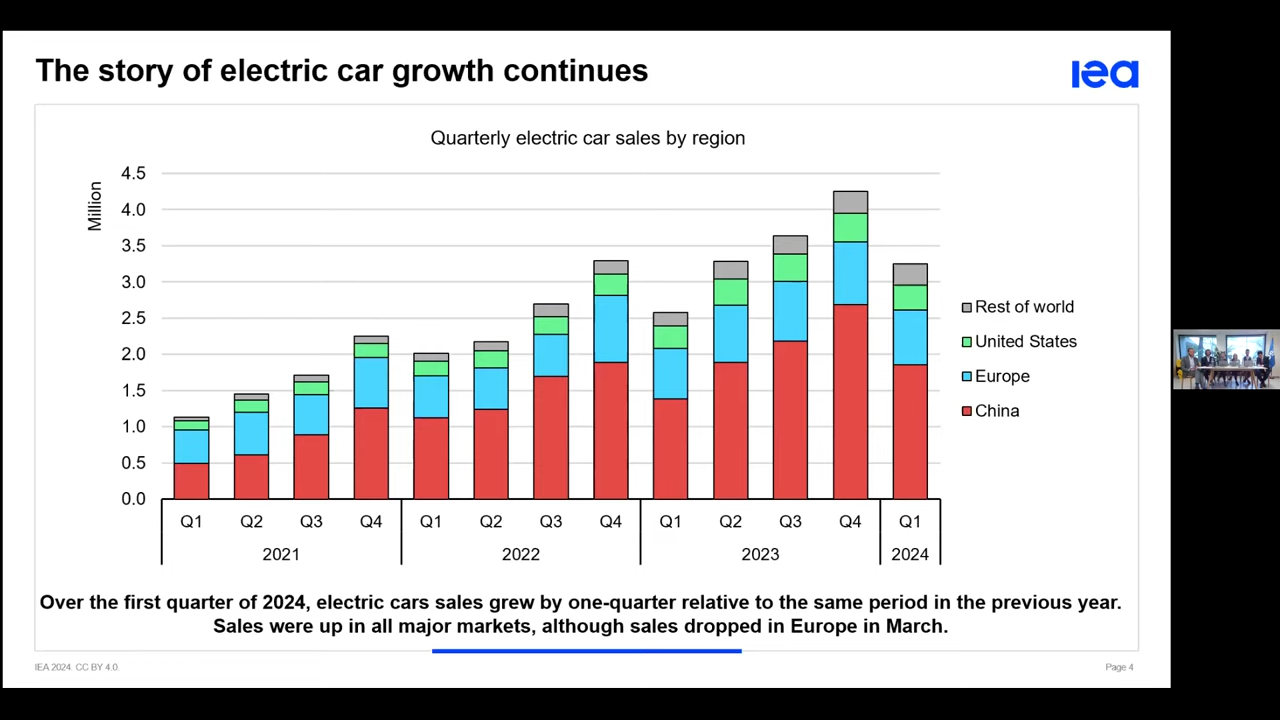 The story of electric car growth continues
iea
Quarterly electric car sales by region
Million
4.5
4.0
3.5
3.0
2.5
2.0
1.5
1.0
0.5
0.0
Rest of world
United States
Europe
China
Q1 Q2 Q3 Q4 Q1 Q2 Q3 Q4 Q1 Q2 Q3 Q4 Q1
2021 2022 2023 2024
Over the first quarter of 2024, electric cars sales grew by one-quarter relative to the same period in the previous year.
Sales were up in all major markets, although sales dropped in Europe in March.
IEA 2024. CC BY 4.0. Page 4